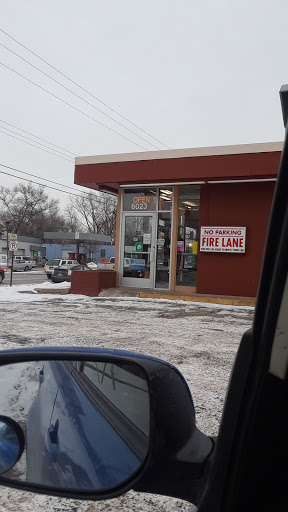 OPEN
6023
NO PARKING
FIRE LANE